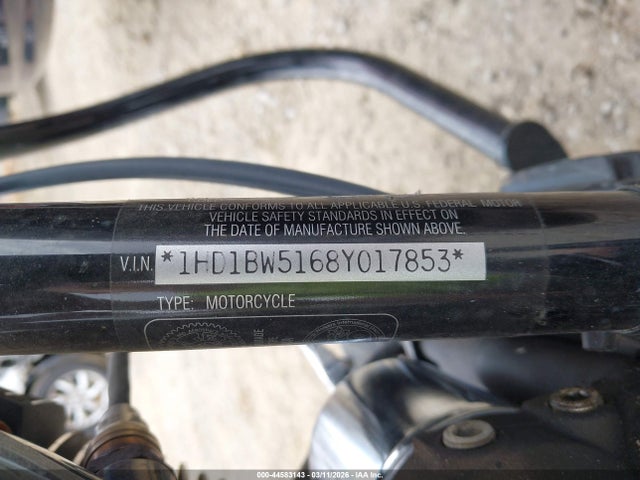 THIS VEHICLE CONFORMS TO ALL APPLICABLE U.S. FEDERAL MOTOR
VEHICLE SAFETY STANDARDS IN EFFECT ON
THE DATE OF MANUFACTURE SHOWN ABOVE.
V.I.N. *1HD1BW5168Y017853*
TYPE: MOTORCYCLE
000-44583143 - 03/11/2026 - IAA Inc.